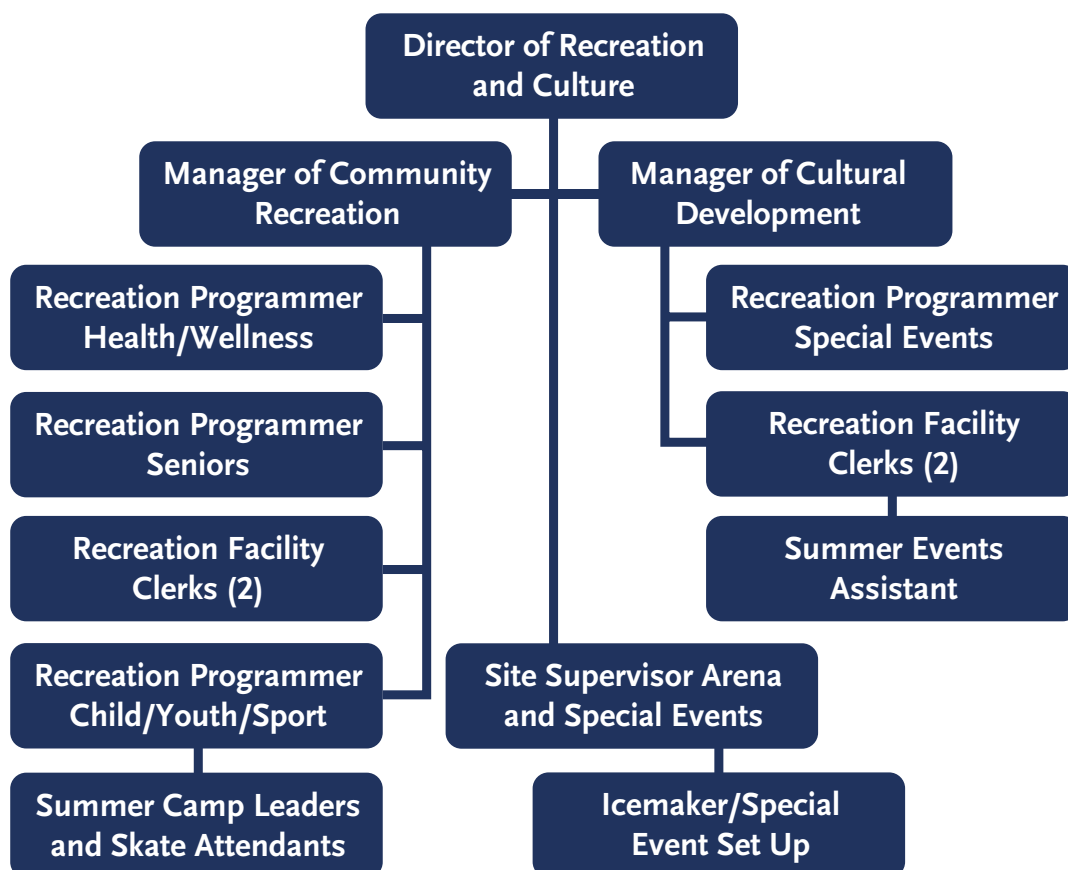 Director of Recreation
and Culture
Manager of Community
Recreation
Manager of Cultural
Development
Recreation Programmer
Health/Wellness
Recreation Programmer
Special Events
Recreation Programmer
Seniors
Recreation Facility
Clerks (2)
Recreation Facility
Clerks (2)
Summer Events
Assistant
Recreation Programmer
Child/Youth/Sport
Site Supervisor Arena
and Special Events
Summer Camp Leaders
and Skate Attendants
Icemaker/Special
Event Set Up